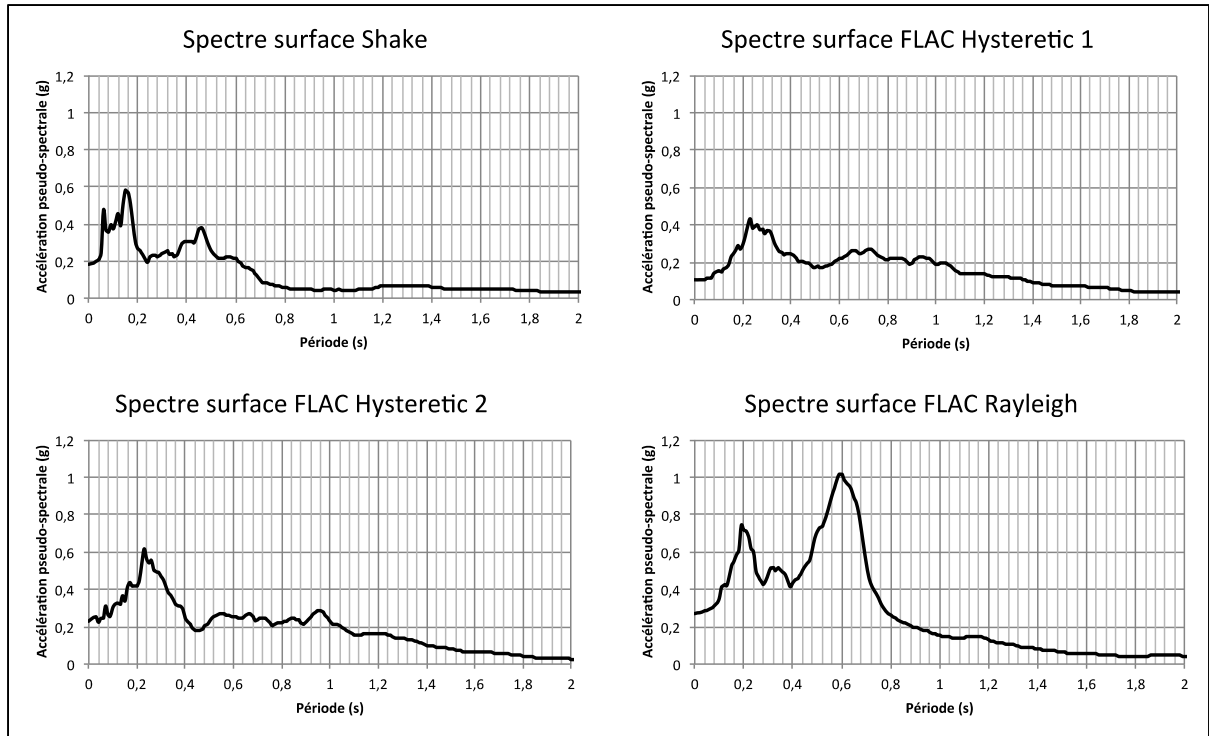 Spectre surface Shake
Accélération pseudo-spectrale (g)
1,2
1
0,8
0,6
0,4
0,2
0
0 0,2 0,4 0,6 0,8 1 1,2 1,4 1,6 1,8 2
Période (s)
Spectre surface FLAC Hysteretic 1
Accélération pseudo-spectrale (g)
1,2
1
0,8
0,6
0,4
0,2
0
0 0,2 0,4 0,6 0,8 1 1,2 1,4 1,6 1,8 2
Période (s)
Spectre surface FLAC Hysteretic 2
Accélération pseudo-spectrale (g)
1,2
1
0,8
0,6
0,4
0,2
0
0 0,2 0,4 0,6 0,8 1 1,2 1,4 1,6 1,8 2
Période (s)
Spectre surface FLAC Rayleigh
Accélération pseudo-spectrale (g)
1,2
1
0,8
0,6
0,4
0,2
0
0 0,2 0,4 0,6 0,8 1 1,2 1,4 1,6 1,8 2
Période (s)